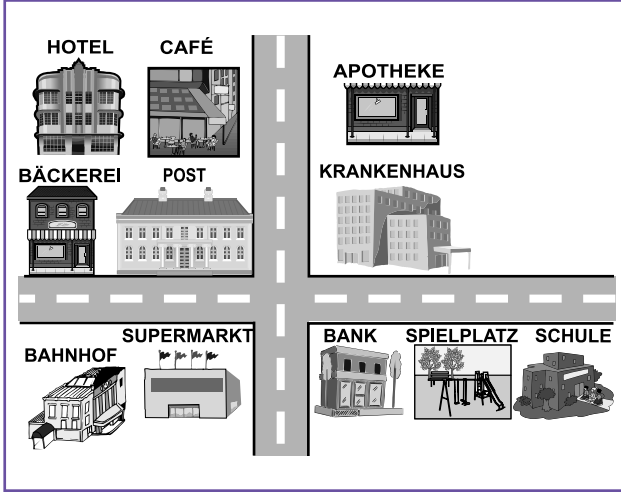 HOTEL
CAFÉ
APOTHEKE
BÄCKEREI
POST
KRANKENHAUS
BAHNHOF
SUPERMARKT
BANK
SPIELPLATZ
SCHULE